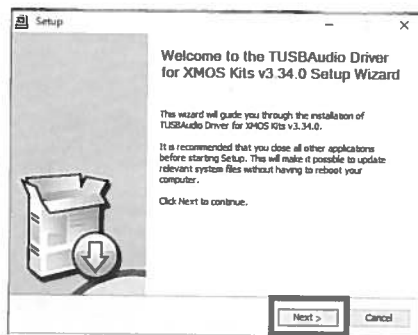 Setup
Welcome to the TUSBAudio Driver
for XMOS Kits v3.34.0 Setup Wizard
This wizard will guide you through the installation of
TUSBAudio Driver for XMOS Kits v3.34.0.
It is recommended that you close all other applications
before starting Setup. This will make it possible to update
relevant system files without having to reboot your
computer.
Click Next to continue.
Next >
Cancel